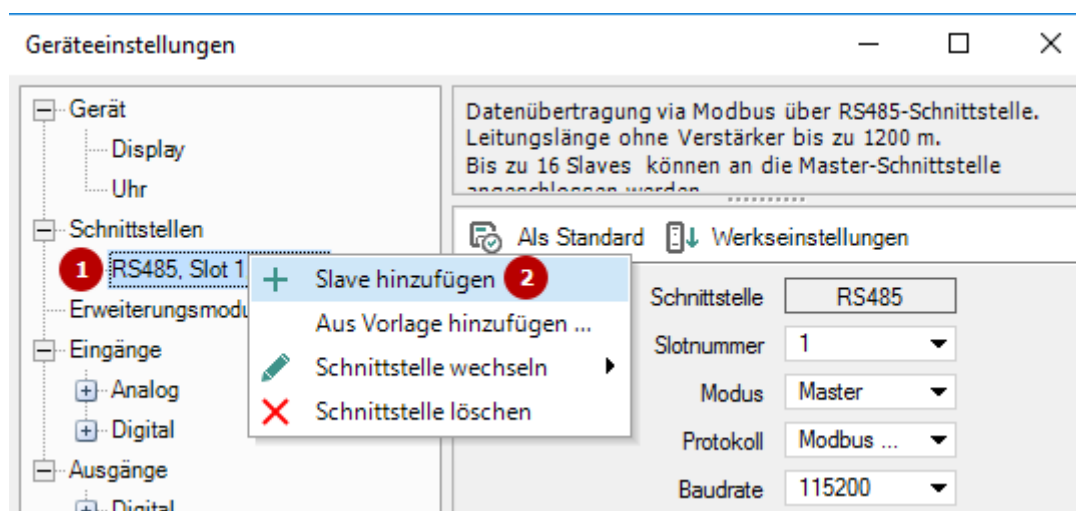 Geräteeinstellungen
Gerät
Display
Uhr
Schnittstellen
1 RS485, Slot 1
Erweiterungsmodu
Eingänge
Analog
Digital
Ausgänge
Digital
Datenübertragung via Modbus über RS485-Schnittstelle.
Leitungslänge ohne Verstärker bis zu 1200 m.
Bis zu 16 Slaves können an die Master-Schnittstelle
angeschlossen werden
Als Standard Werkseinstellungen
Slave hinzufügen 2
Aus Vorlage hinzufügen ...
Schnittstelle wechseln
Schnittstelle löschen
Schnittstelle RS485
Slotnummer 1
Modus Master
Protokoll Modbus ...
Baudrate 115200